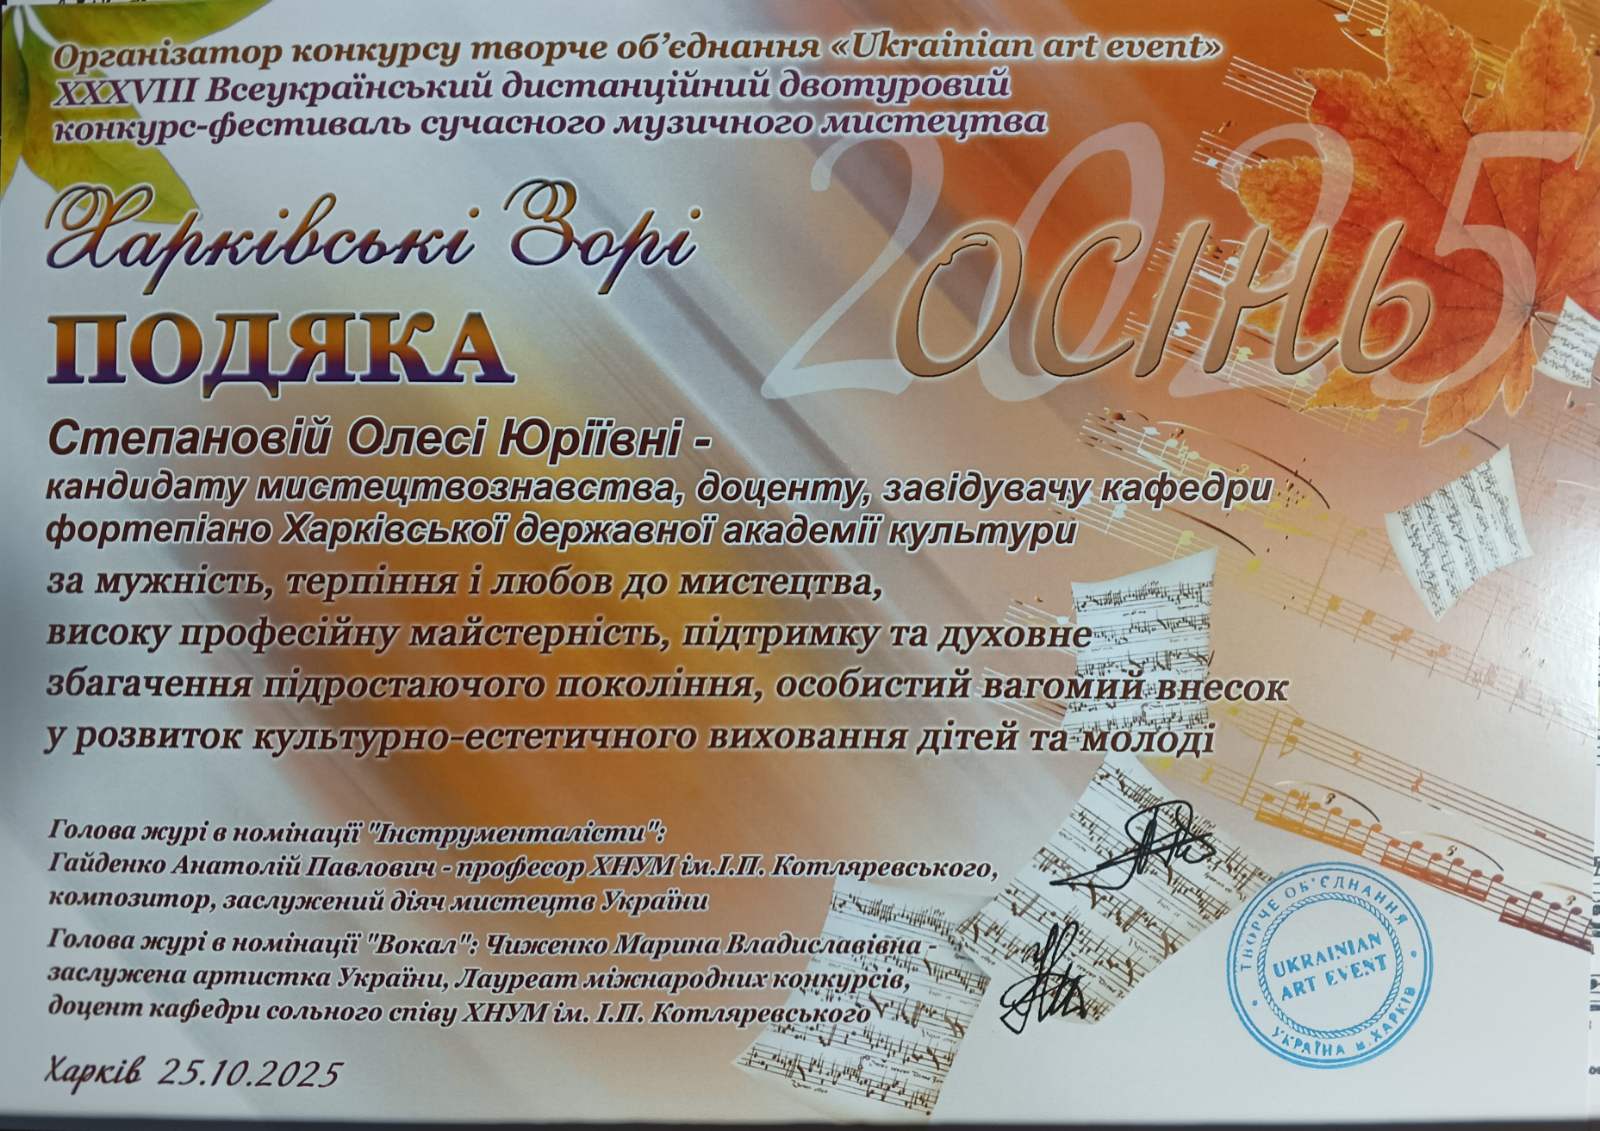 Організатор конкурсу творче об'єднання «Ukrainian art event»
XXXVIII Всеукраїнський дистанційний двотуровий
конкурс-фестиваль сучасного музичного мистецтва
Харківські Зорі
2025
ОСІНЬ
ПОДЯКА
Степановій Олесі Юріївні -
кандидату мистецтвознавства, доценту, завідувачу кафедри
фортепіано Харківської державної академії культури
за мужність, терпіння і любов до мистецтва,
високу професійну майстерність, підтримку та духовне
збагачення підростаючого покоління, особистий вагомий внесок
у розвиток культурно-естетичного виховання дітей та молоді
Голова журі в номінації "Інструменталісти":
Гайденко Анатолій Павлович - професор ХНУМ ім.І.П. Котляревського,
композитор, заслужений діяч мистецтв України
Голова журі в номінації "Вокал": Чиженко Марина Владиславівна -
заслужена артистка України, Лауреат міжнародних конкурсів,
доцент кафедри сольного співу ХНУМ ім. І.П. Котляревського
ТВОРЧЕ ОБ'ЄДНАННЯ
UKRAINIAN
ART EVENT
УКРАЇНА м. ХАРКІВ
Харків 25.10.2025